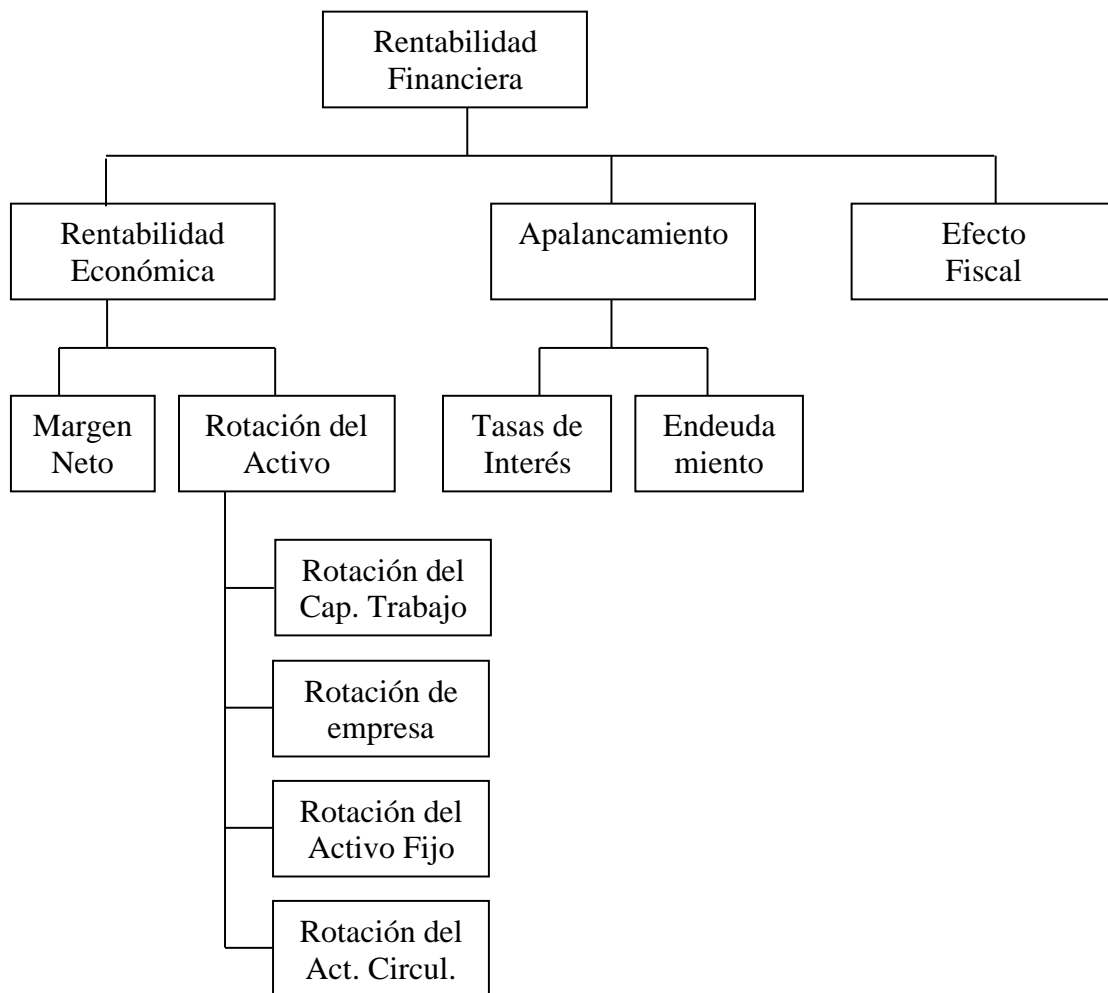 Rentabilidad
Financiera
Rentabilidad
Económica
Apalancamiento
Efecto
Fiscal
Margen
Neto
Rotación del
Activo
Tasas de
Interés
Endeuda
miento
Rotación del
Cap. Trabajo
Rotación de
empresa
Rotación del
Activo Fijo
Rotación del
Act. Circul.